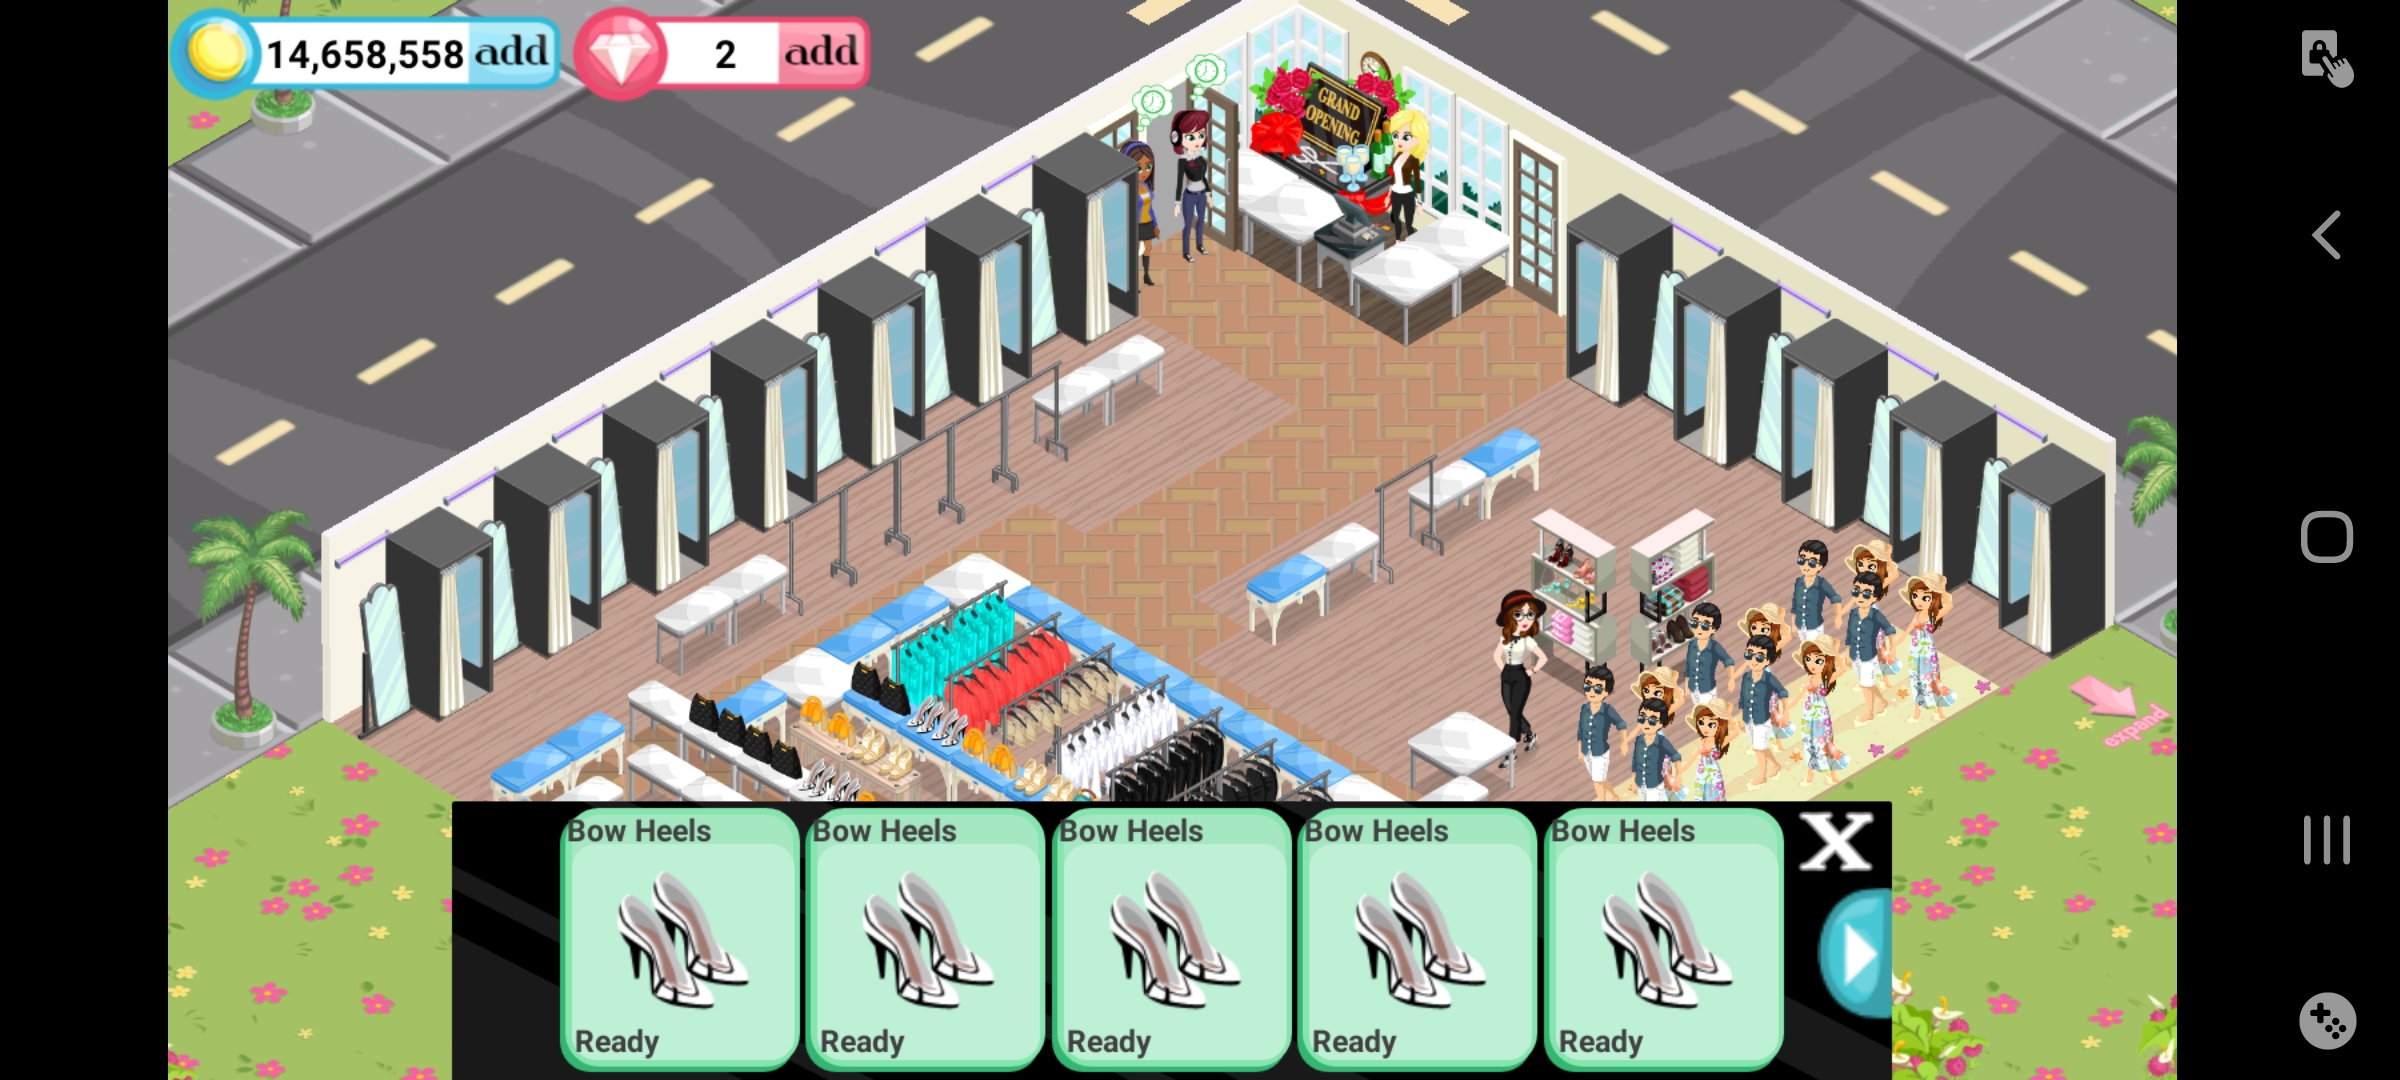 14,658,558 add
2 add
GRAND
OPENING
expand
Bow Heels
Bow Heels
Bow Heels
Bow Heels
Bow Heels
X
Ready
Ready
Ready
Ready
Ready